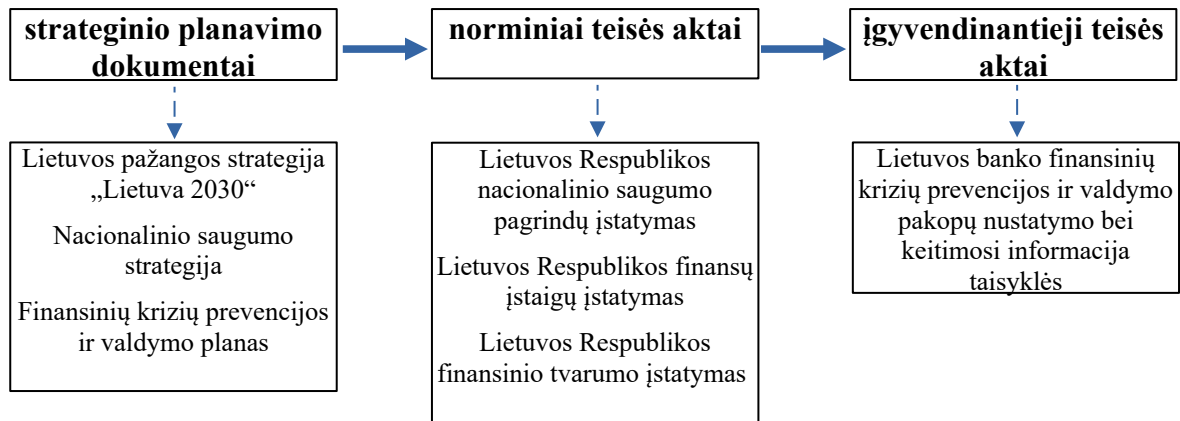 strateginio planavimo
dokumentai
norminiai teisės aktai
įgyvendinantieji teisės
aktai
Lietuvos pažangos strategija
„Lietuva 2030“
Nacionalinio saugumo
strategija
Finansinių krizių prevencijos
ir valdymo planas
Lietuvos Respublikos
nacionalinio saugumo
pagrindų įstatymas
Lietuvos Respublikos finansų
įstaigų įstatymas
Lietuvos Respublikos
finansinio tvarumo įstatymas
Lietuvos banko finansinių
krizių prevencijos ir valdymo
pakopų nustatymo bei
keitimosi informacija
taisyklės